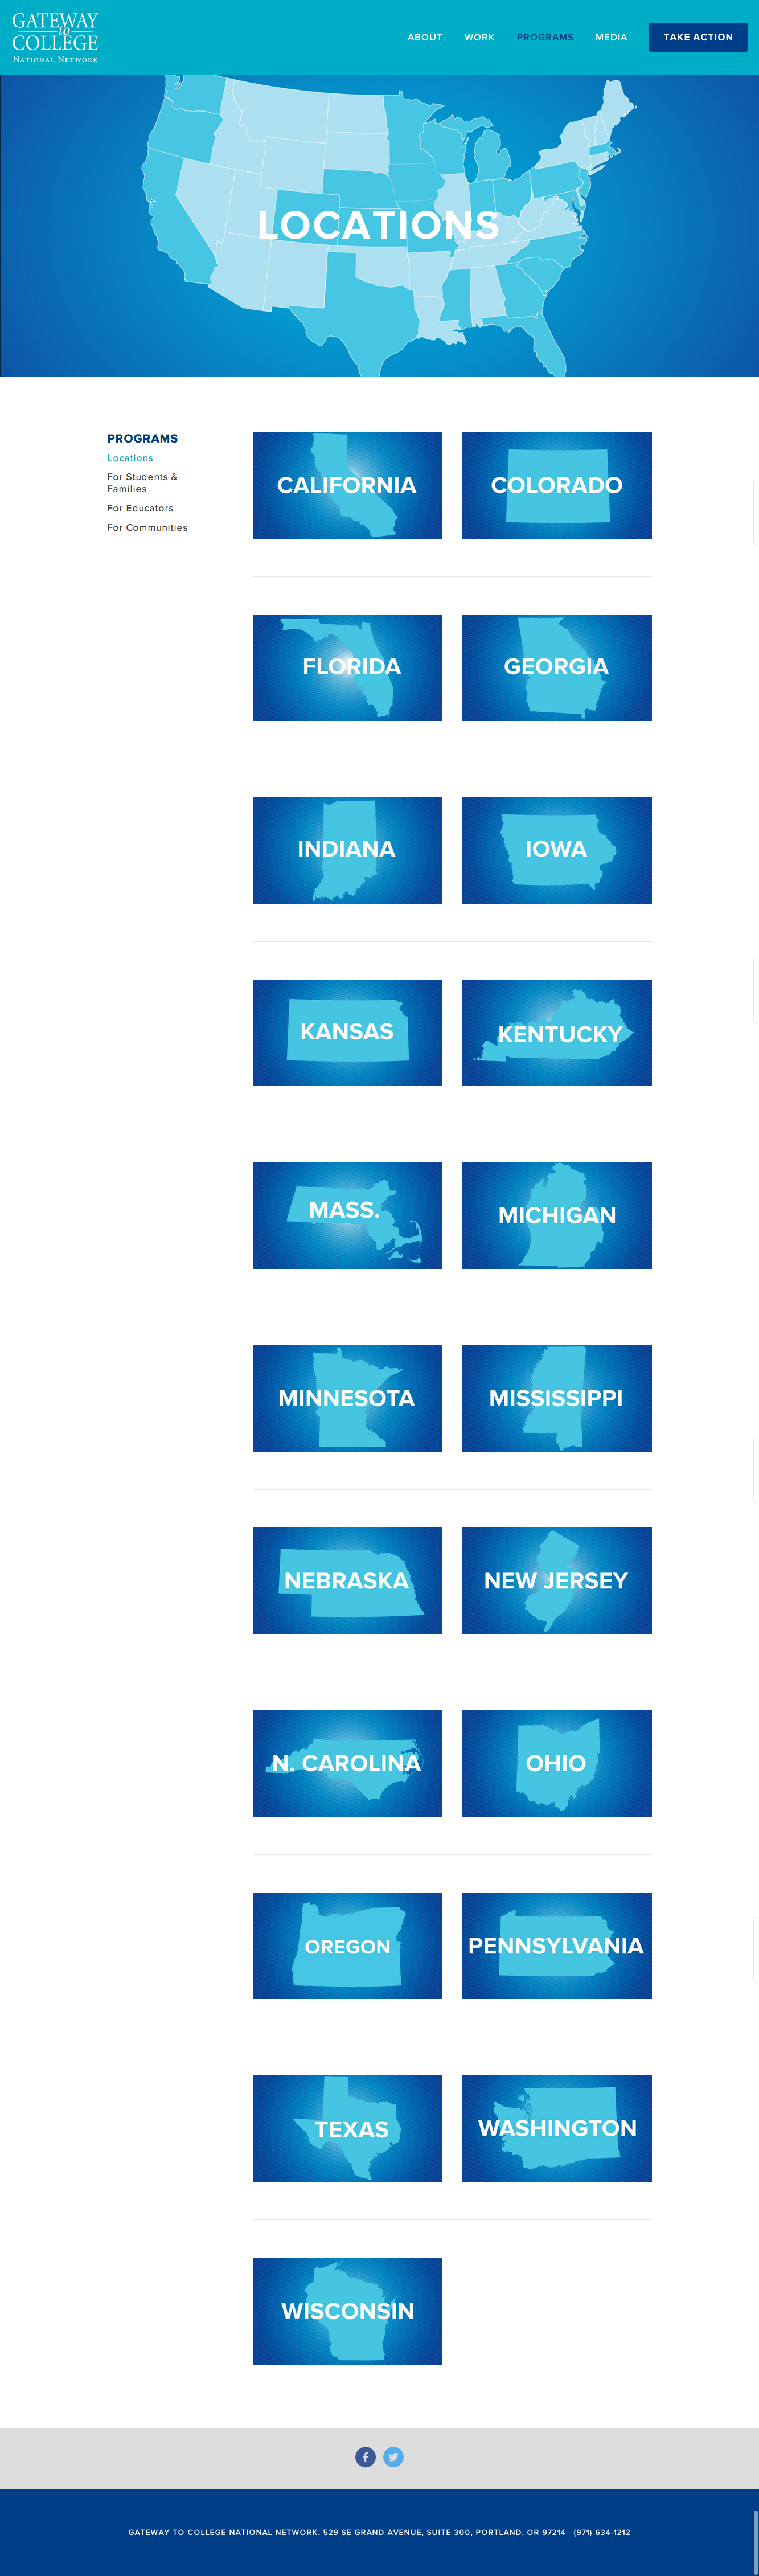 GATEWAY
to
COLLEGE
NATIONAL NETWORK
ABOUT WORK PROGRAMS MEDIA TAKE ACTION
LOCATIONS
PROGRAMS
Locations
For Students &
Families
For Educators
For Communities
CALIFORNIA
COLORADO
FLORIDA
GEORGIA
INDIANA
IOWA
KANSAS
KENTUCKY
MASS.
MICHIGAN
MINNESOTA
MISSISSIPPI
NEBRASKA
NEW JERSEY
N. CAROLINA
OHIO
OREGON
PENNSYLVANIA
TEXAS
WASHINGTON
WISCONSIN
GATEWAY TO COLLEGE NATIONAL NETWORK, 529 SE GRAND AVENUE, SUITE 300, PORTLAND, OR 97214 (971) 634-1212